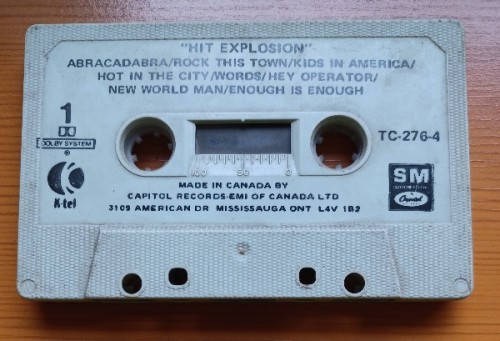 "HIT EXPLOSION"
ABRACADABRA/ROCK THIS TOWN/KIDS IN AMERICA/
HOT IN THE CITY/WORDS/HEY OPERATOR/
NEW WORLD MAN/ENOUGH IS ENOUGH
1
DOLBY SYSTEM
®
K-tel
100 50 0
TC-276-4
SM
Capitol
MADE IN CANADA BY
CAPITOL RECORDS-EMI OF CANADA LTD
3109 AMERICAN DR MISSISSAUGA ONT L4V 1B2